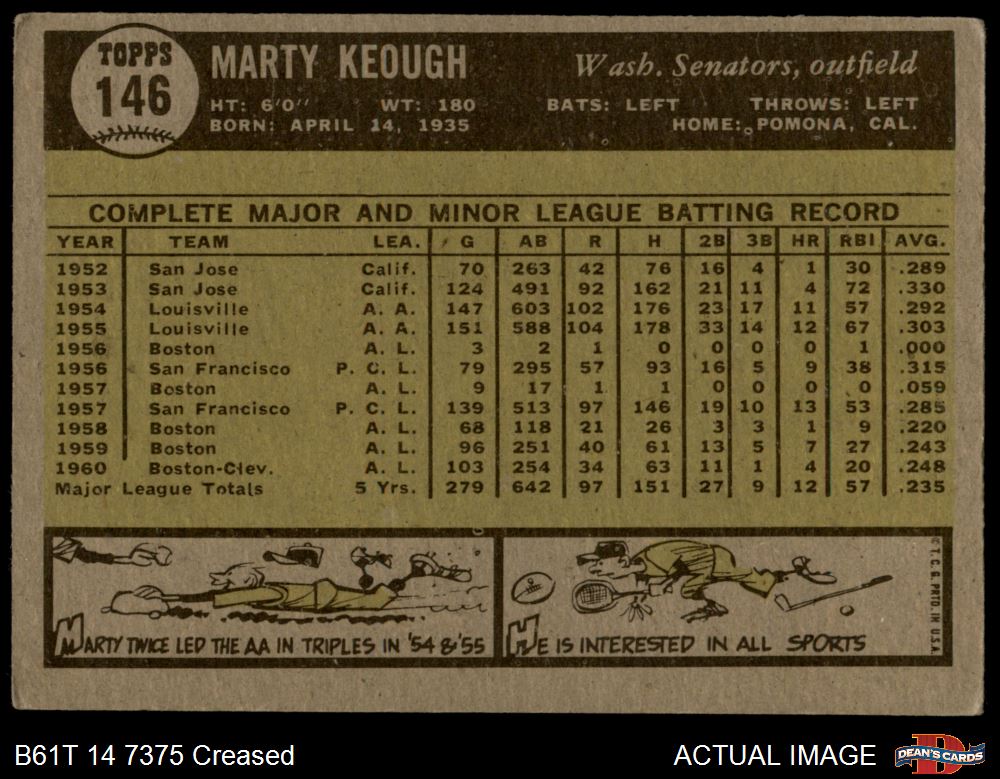 TOPPS
146
MARTY KEOUGH
Wash. Senators, outfield
HT: 6'0" WT: 180 BATS: LEFT THROWS: LEFT
BORN: APRIL 14, 1935 HOME: POMONA, CAL.
COMPLETE MAJOR AND MINOR LEAGUE BATTING RECORD
YEAR TEAM LEA. G AB R H 2B 3B HR RBI AVG.
1952 San Jose Calif. 70 263 42 76 16 4 1 30 .289
1953 San Jose Calif. 124 491 92 162 21 11 4 72 .330
1954 Louisville A. A. 147 603 102 176 23 17 11 57 .292
1955 Louisville A. A. 151 588 104 178 33 14 12 67 .303
1956 Boston A. L. 3 2 1 0 0 0 0 1 .000
1956 San Francisco P. C. L. 79 295 57 93 16 5 9 38 .315
1957 Boston A. L. 9 17 1 1 0 0 0 0 .059
1957 San Francisco P. C. L. 139 513 97 146 19 10 13 53 .285
1958 Boston A. L. 68 118 21 26 3 3 1 9 .220
1959 Boston A. L. 96 251 40 61 13 5 7 27 .243
1960 Boston-Clev. A. L. 103 254 34 63 11 1 4 20 .248
Major League Totals 5 Yrs. 279 642 97 151 27 9 12 57 .235
MARTY TWICE LED THE AA IN TRIPLES IN '54 & '55
HE IS INTERESTED IN ALL SPORTS
© T. C. G. PRTD. IN U.S.A.
B61T 14 7375 Creased
ACTUAL IMAGE
DEAN'S CARDS